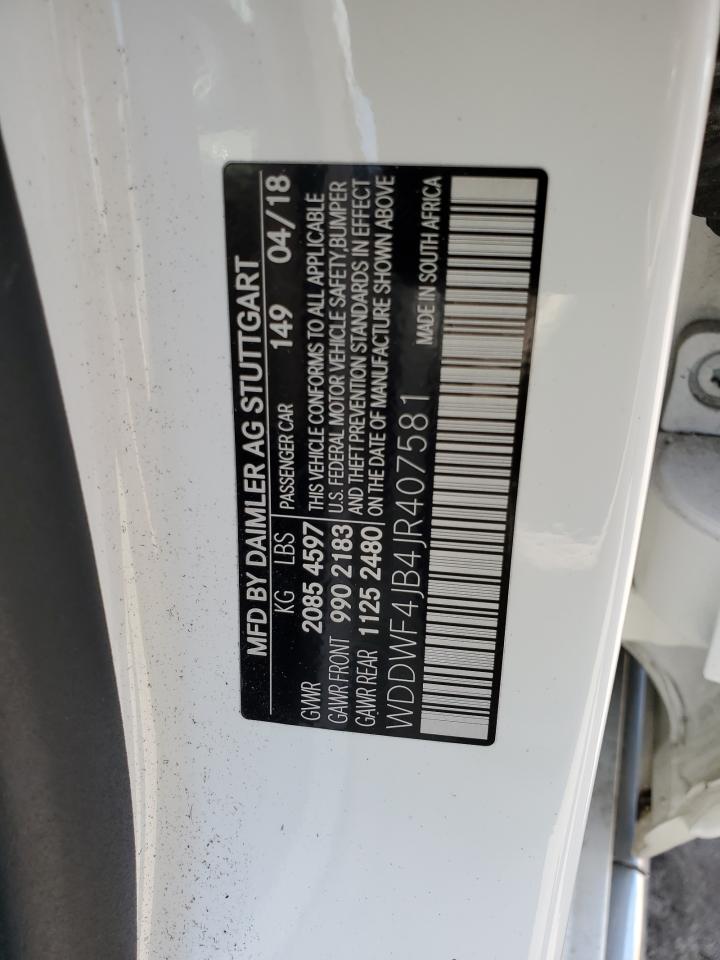 MFD BY DAIMLER AG STUTTGART
KG LBS PASSENGER CAR 149 04/18
GVWR 2085 4597 THIS VEHICLE CONFORMS TO ALL APPLICABLE
GAWR FRONT 990 2183 U.S. FEDERAL MOTOR VEHICLE SAFETY,BUMPER
GAWR REAR 1125 2480 AND THEFT PREVENTION STANDARDS IN EFFECT
ON THE DATE OF MANUFACTURE SHOWN ABOVE
WDDWF4JB4JR407581 MADE IN SOUTH AFRICA